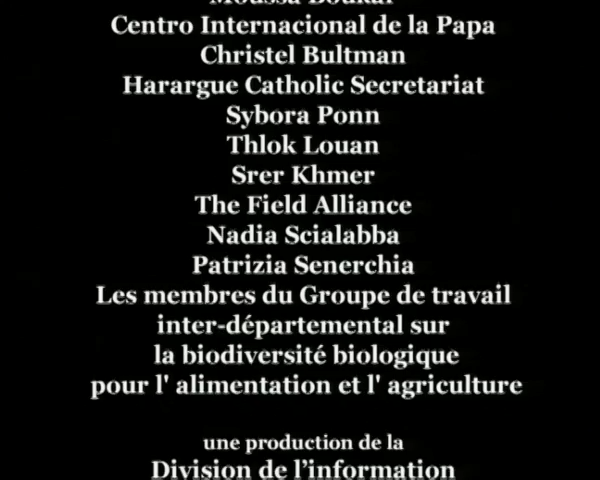 Moussa Boukar
Centro Internacional de la Papa
Christel Bultman
Harargue Catholic Secretariat
Sybora Ponn
Thlok Louan
Srer Khmer
The Field Alliance
Nadia Scialabba
Patrizia Senerchia
Les membres du Groupe de travail
inter-départemental sur
la biodiversité biologique
pour l' alimentation et l' agriculture
une production de la
Division de l’information